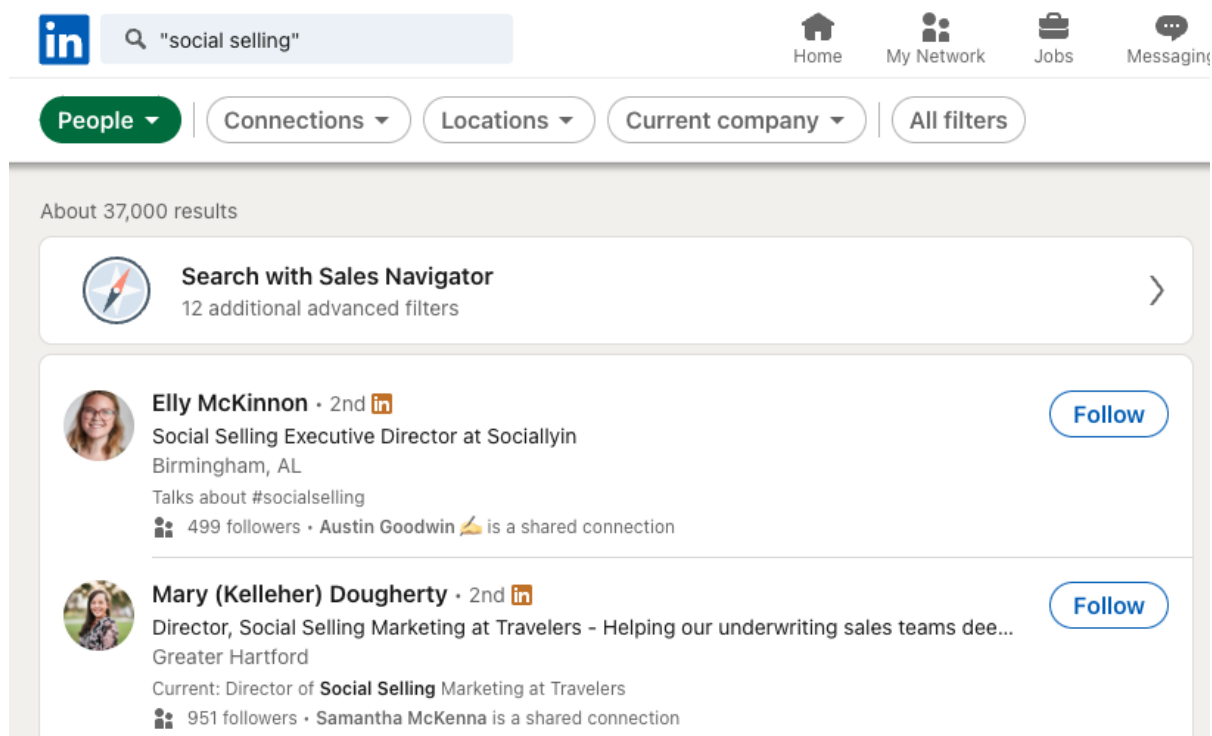 in "social selling" Home My Network Jobs Messaging
People Connections Locations Current company All filters
About 37,000 results
Search with Sales Navigator
12 additional advanced filters
Elly McKinnon • 2nd in
Follow
Social Selling Executive Director at Sociallyin
Birmingham, AL
Talks about #socialselling
499 followers • Austin Goodwin ✍️ is a shared connection
Mary (Kelleher) Dougherty • 2nd in
Follow
Director, Social Selling Marketing at Travelers - Helping our underwriting sales teams dee...
Greater Hartford
Current: Director of Social Selling Marketing at Travelers
951 followers • Samantha McKenna is a shared connection